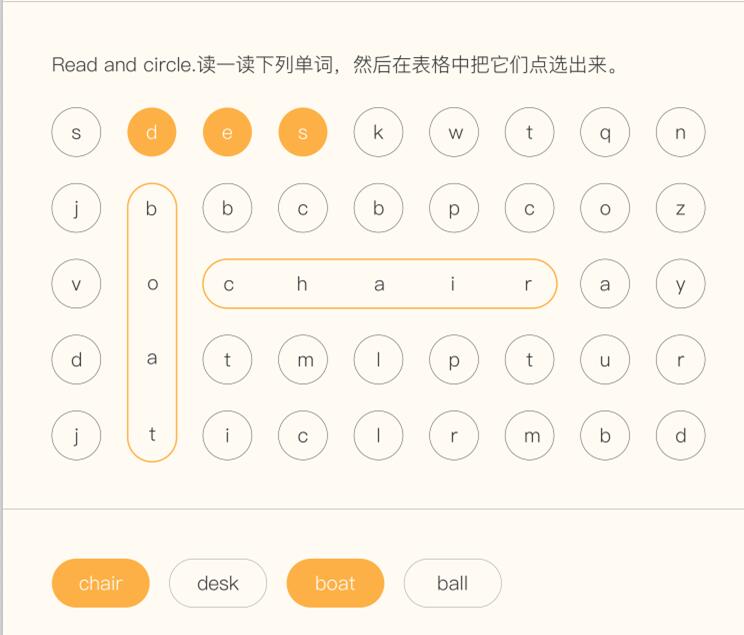 Read and circle.读一读下列单词，然后在表格中把它们点选出来。
s d e s k w t q n
j b b c b p c o z
v o c h a i r a y
d a t m l p t u r
j t i c l r m b d
chair desk boat ball